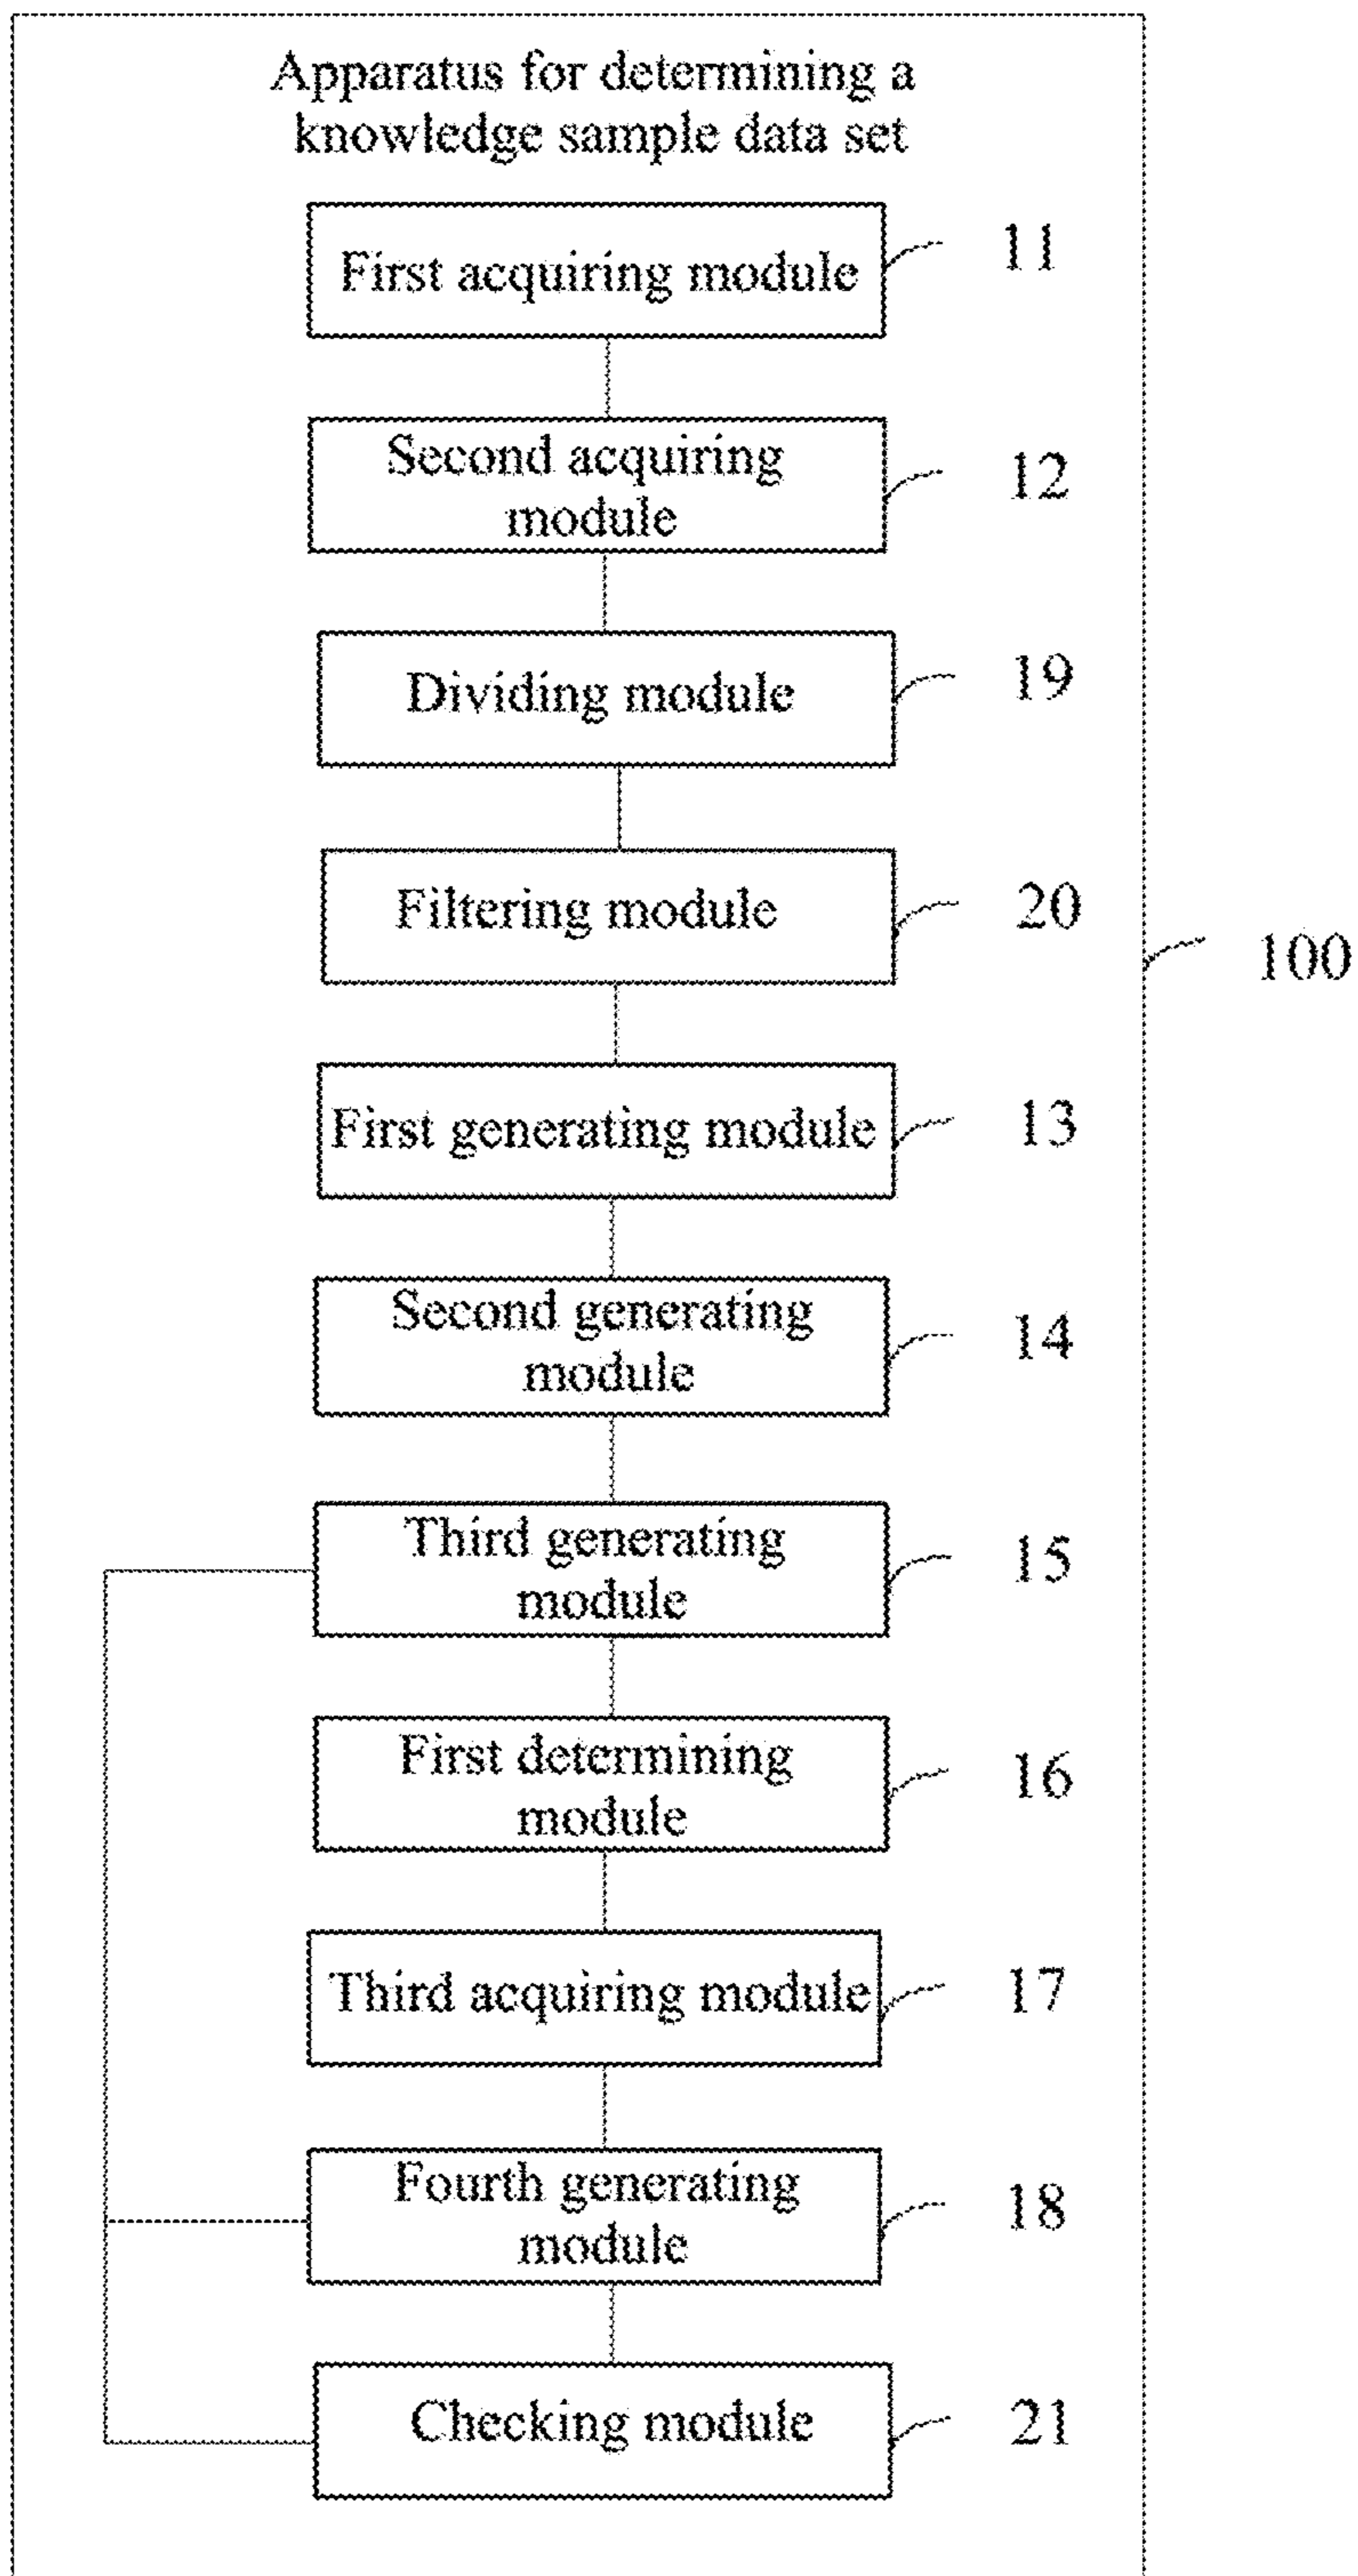 Apparatus for determining a
knowledge sample data set
First acquiring module
11
Second acquiring
module
12
Dividing module
19
Filtering module
20
100
First generating module
13
Second generating
module
14
Third generating
module
15
First determining
module
16
Third acquiring module
17
Fourth generating
module
18
Checking module
21